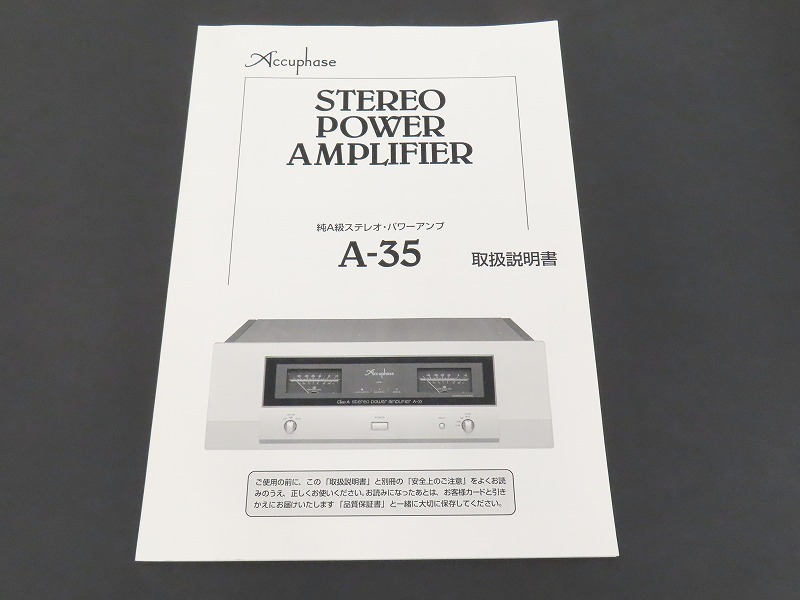 Accuphase
STEREO
POWER
AMPLIFIER
純A級ステレオ・パワーアンプ
A-35
取扱説明書
Accuphase
Class A STEREO POWER AMPLIFIER A-35
POWER
ご使用の前に、この「取扱説明書」と別冊の「安全上のご注意」をよくお読
みのうえ、正しくお使いください。お読みになったあとは、お客様カードと引き
かえにお届けいたします「品質保証書」と一緒に大切に保存してください。